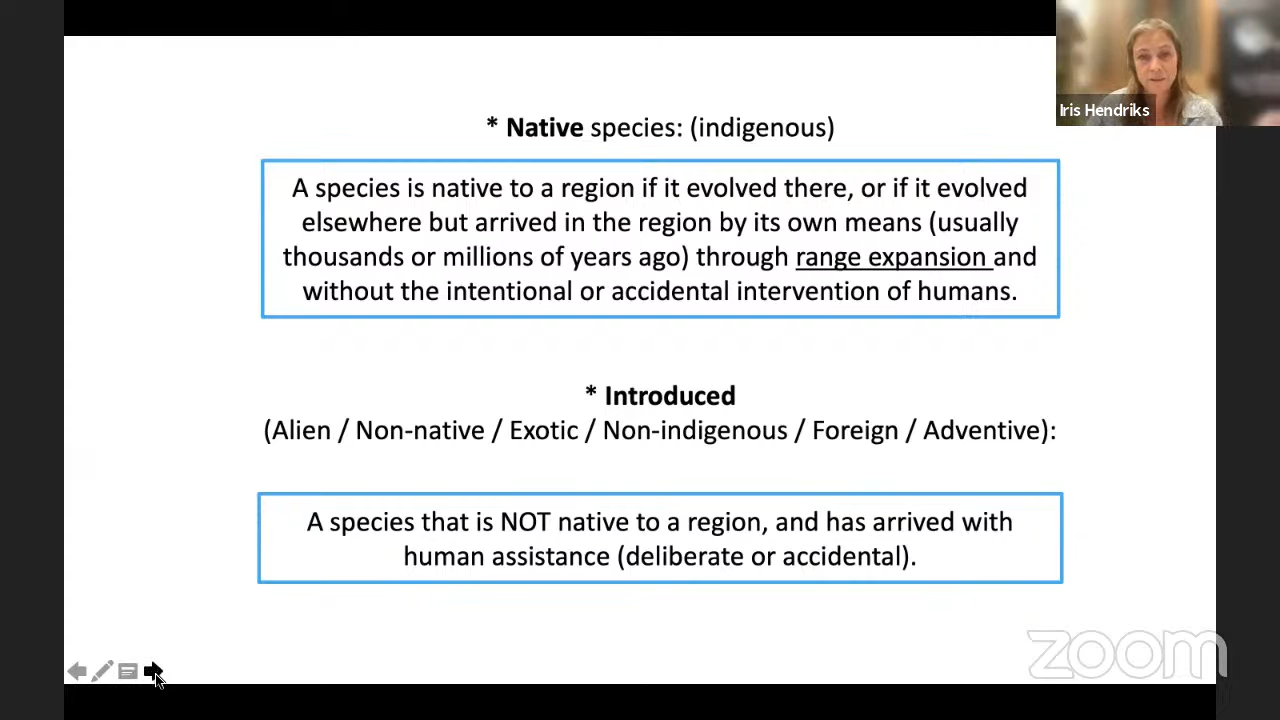 Iris Hendriks
* Native species: (indigenous)
A species is native to a region if it evolved there, or if it evolved
elsewhere but arrived in the region by its own means (usually
thousands or millions of years ago) through range expansion and
without the intentional or accidental intervention of humans.
* Introduced
(Alien / Non-native / Exotic / Non-indigenous / Foreign / Adventive):
A species that is NOT native to a region, and has arrived with
human assistance (deliberate or accidental).
zoom